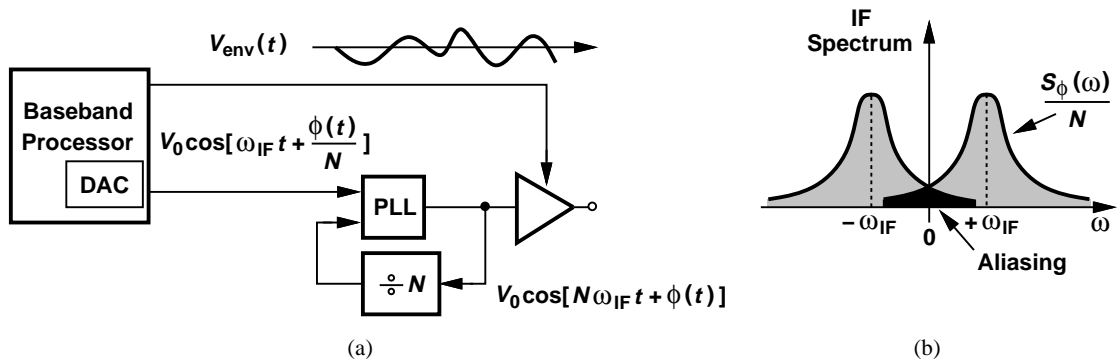 V_env(t)
Baseband
Processor
DAC
V_0 cos[ω_IF t + ϕ(t)/N ]
PLL
÷ N
V_0 cos[Nω_IF t + ϕ(t)]
(a)
IF
Spectrum
S_ϕ(ω)/N
− ω_IF
0
+ ω_IF
ω
Aliasing
(b)